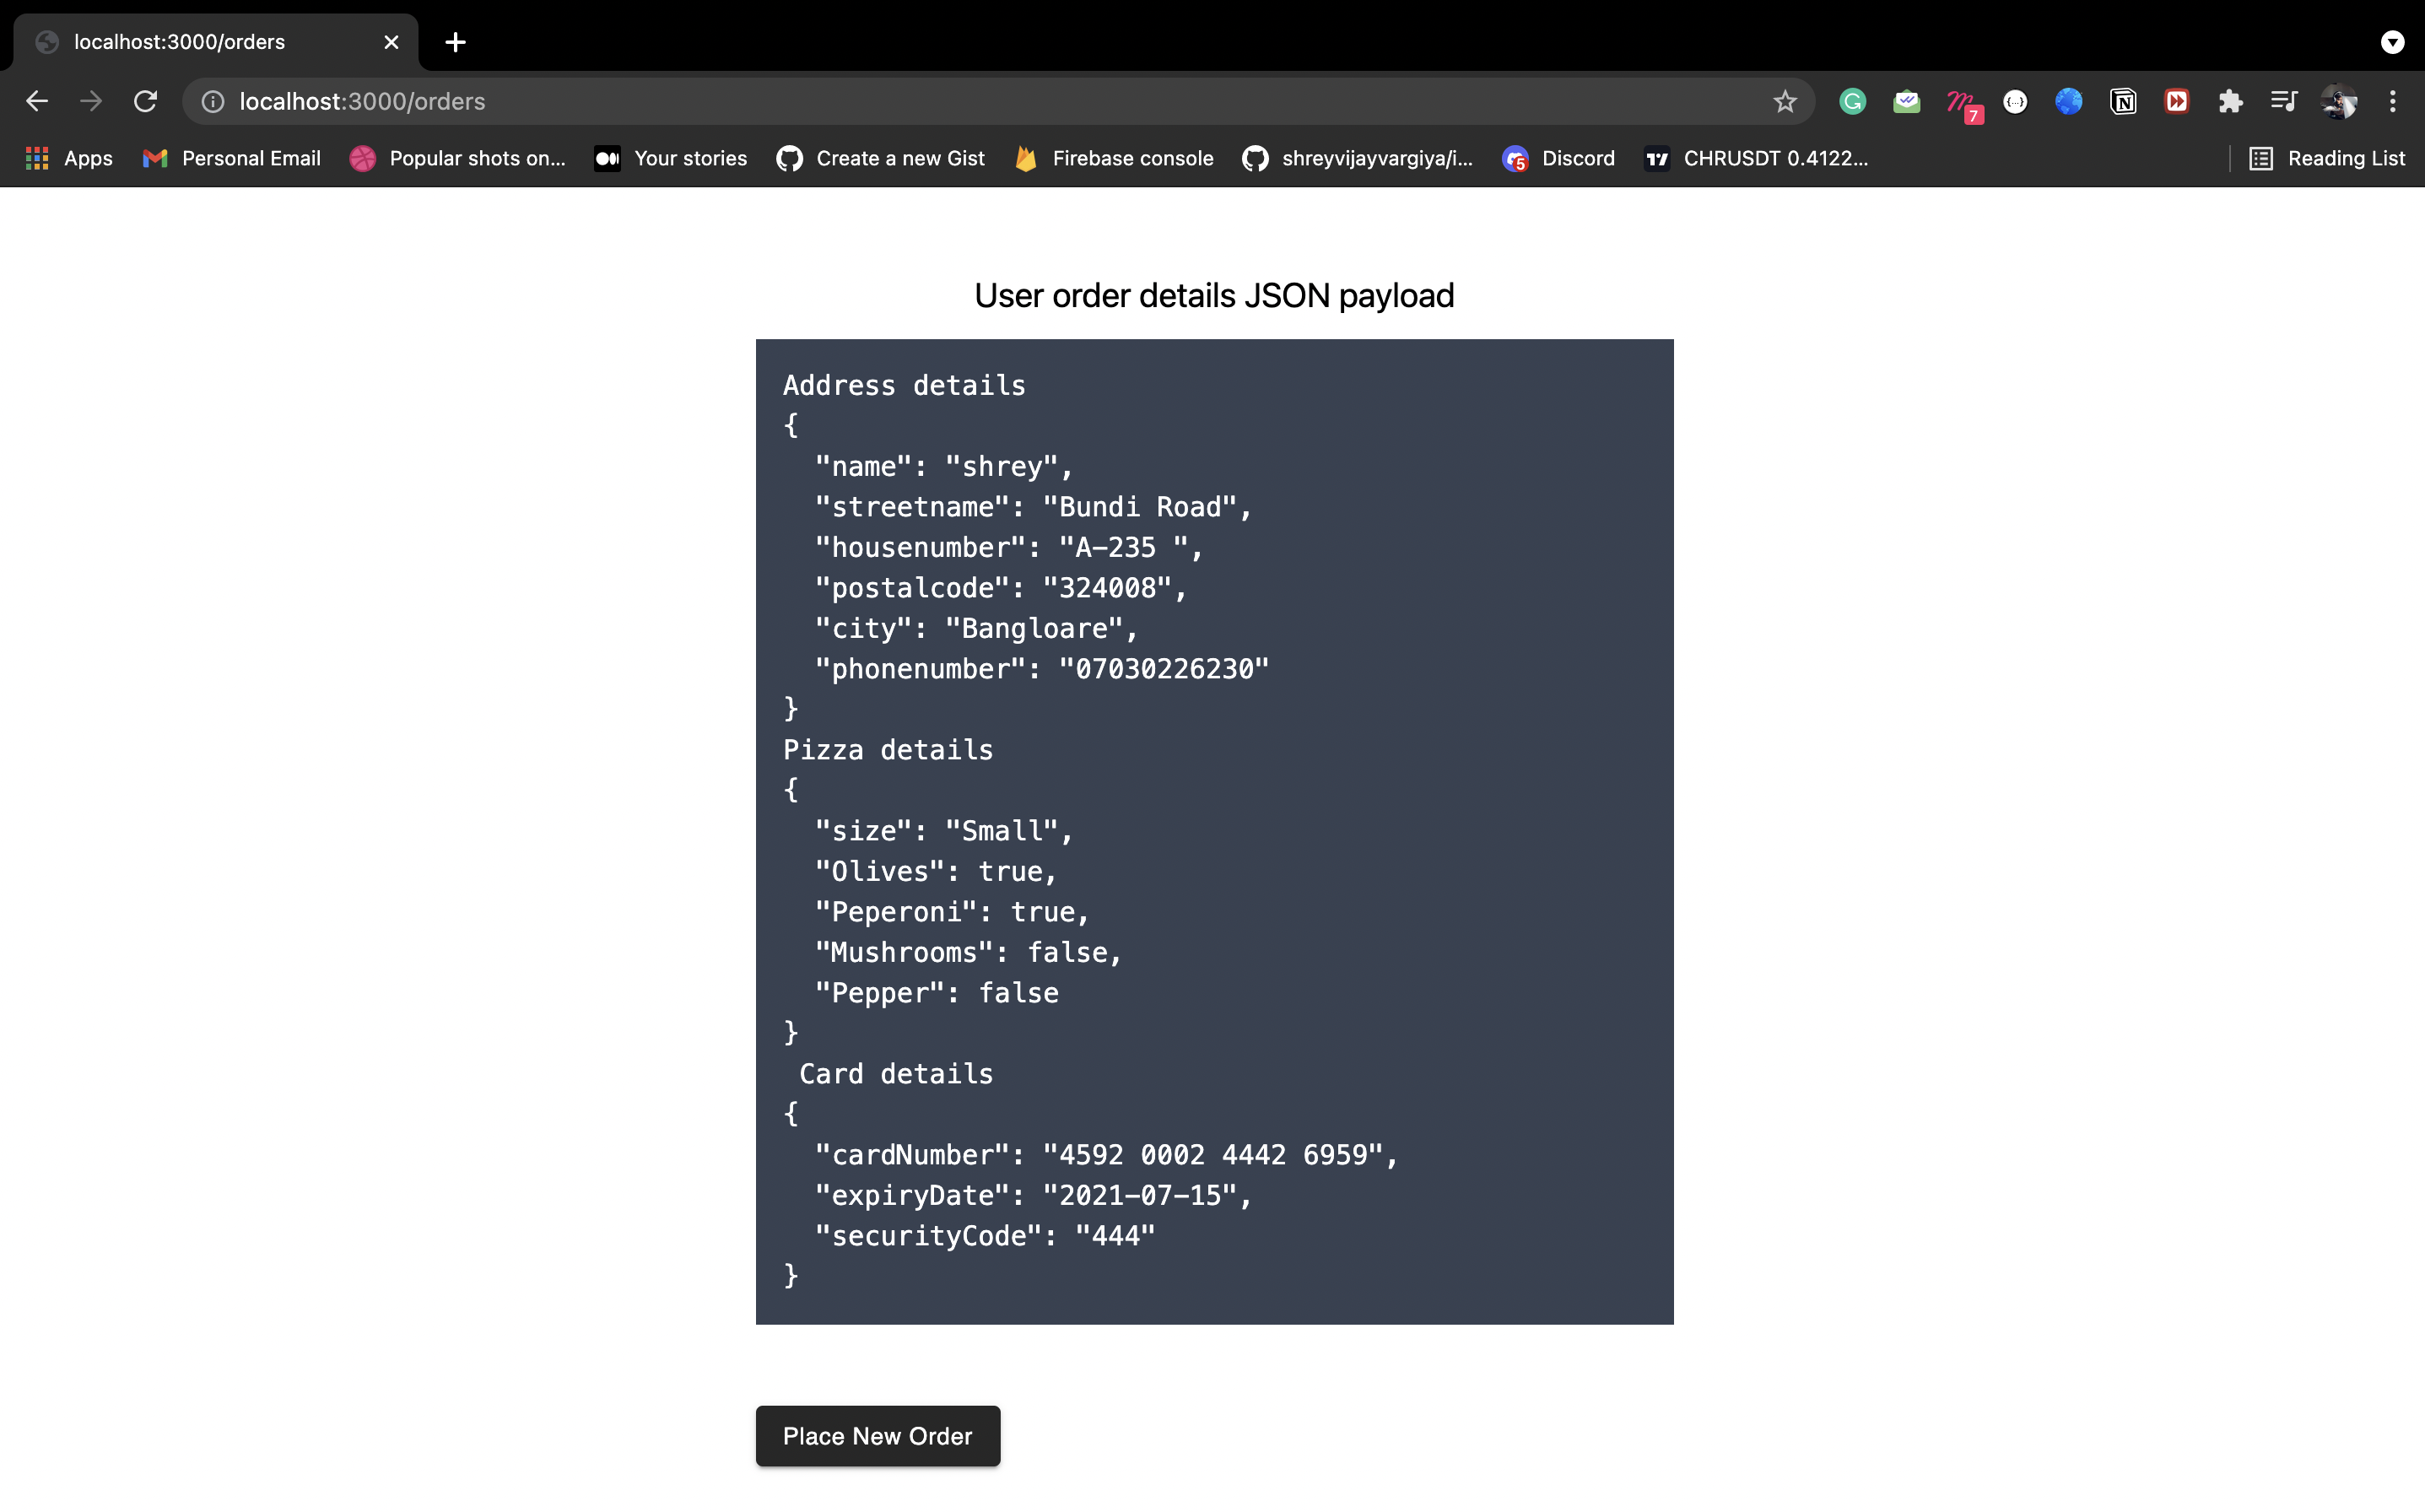 localhost:3000/orders
localhost:3000/orders
7
Apps Personal Email Popular shots on... Your stories Create a new Gist Firebase console shreyvijayvargiya/i... 5 Discord CHRUSDT 0.4122... Reading List
User order details JSON payload
Address details
{
  "name": "shrey",
  "streetname": "Bundi Road",
  "housenumber": "A-235 ",
  "postalcode": "324008",
  "city": "Bangloare",
  "phonenumber": "07030226230"
}
Pizza details
{
  "size": "Small",
  "Olives": true,
  "Peperoni": true,
  "Mushrooms": false,
  "Pepper": false
}
 Card details
{
  "cardNumber": "4592 0002 4442 6959",
  "expiryDate": "2021-07-15",
  "securityCode": "444"
}
Place New Order